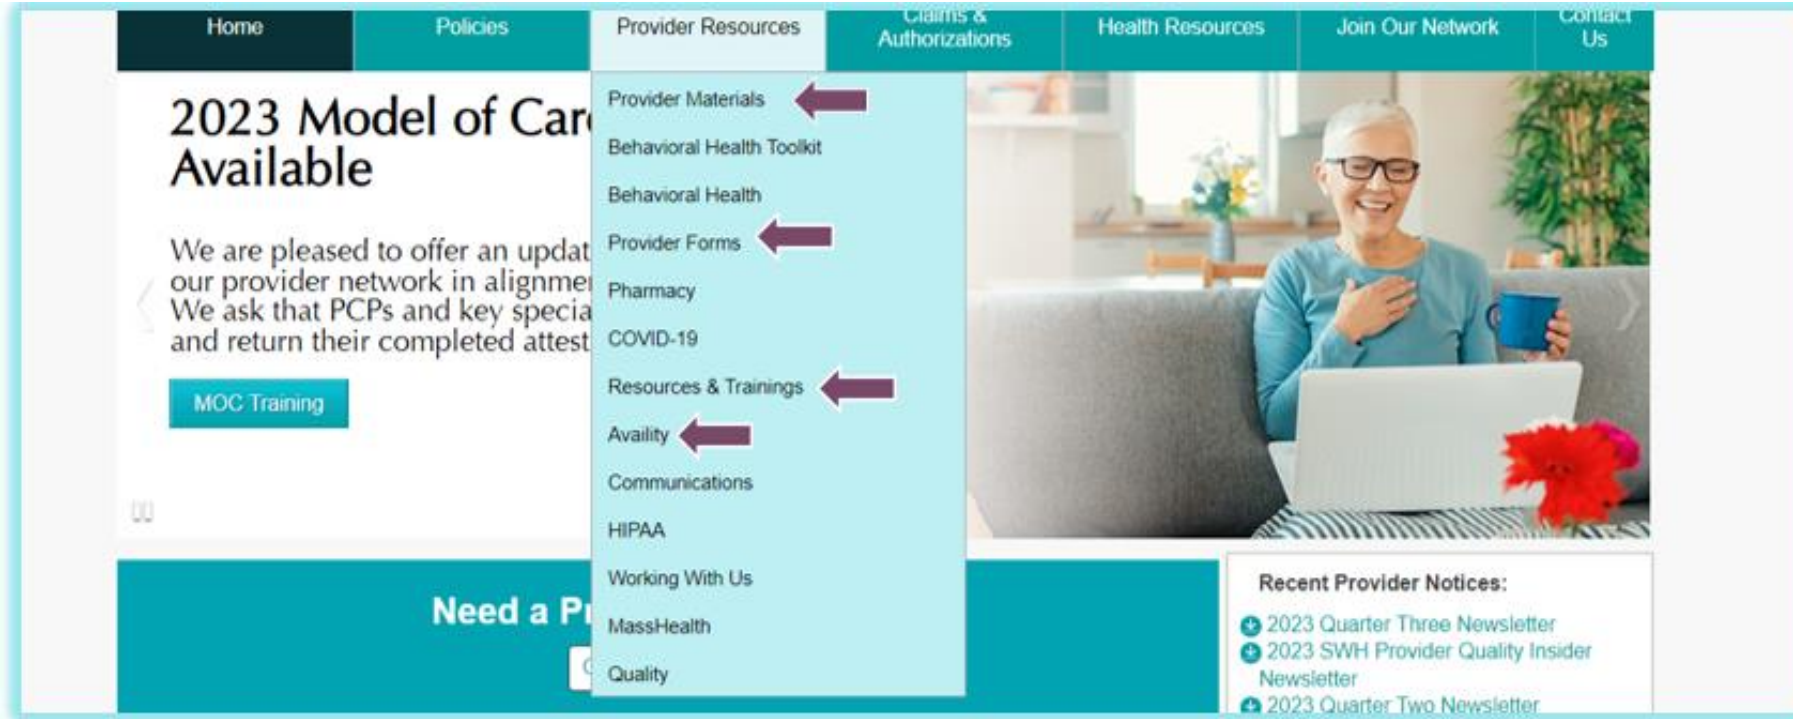 Home
Policies
Provider Resources
Claims &
Authorizations
Health Resources
Join Our Network
Contact
Us
2023 Model of Car
Available
We are pleased to offer an updat
our provider network in alignme
We ask that PCPs and key specia
and return their completed attest
MOC Training
Provider Materials
Behavioral Health Toolkit
Behavioral Health
Provider Forms
Pharmacy
COVID-19
Resources & Trainings
Availity
Communications
HIPAA
Working With Us
MassHealth
Quality
Need a P
Recent Provider Notices:
2023 Quarter Three Newsletter
2023 SWH Provider Quality Insider
Newsletter
2023 Quarter Two Newsletter